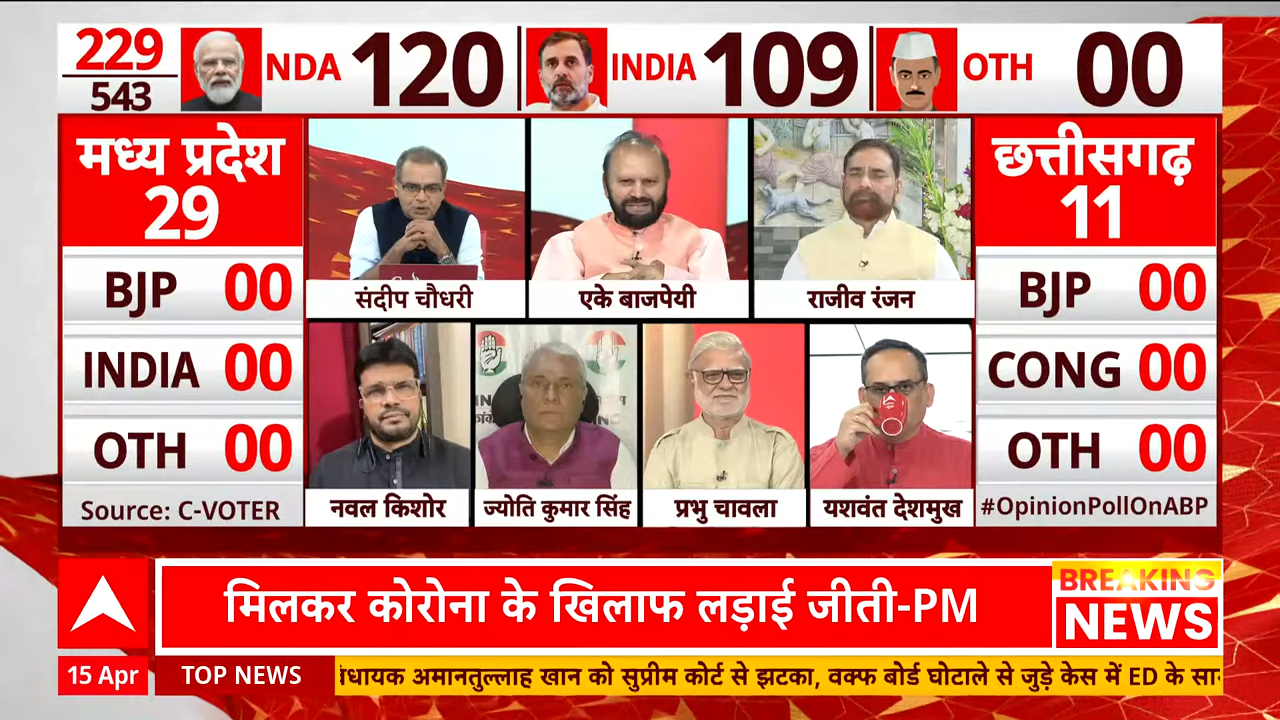 229
543
NDA 120
INDIA 109
OTH 00
मध्य प्रदेश
29
BJP 00
INDIA 00
OTH 00
Source: C-VOTER
संदीप चौधरी
एके बाजपेयी
राजीव रंजन
नवल किशोर
ज्योति कुमार सिंह
प्रभु चावला
यशवंत देशमुख
छत्तीसगढ़
11
BJP 00
CONG 00
OTH 00
#OpinionPollOnABP
मिलकर कोरोना के खिलाफ लड़ाई जीती-PM
BREAKING
NEWS
15 Apr
TOP NEWS
अमानतुल्लाह खान को सुप्रीम कोर्ट से झटका, वक्फ बोर्ड घोटाले से जुड़े केस में ED के